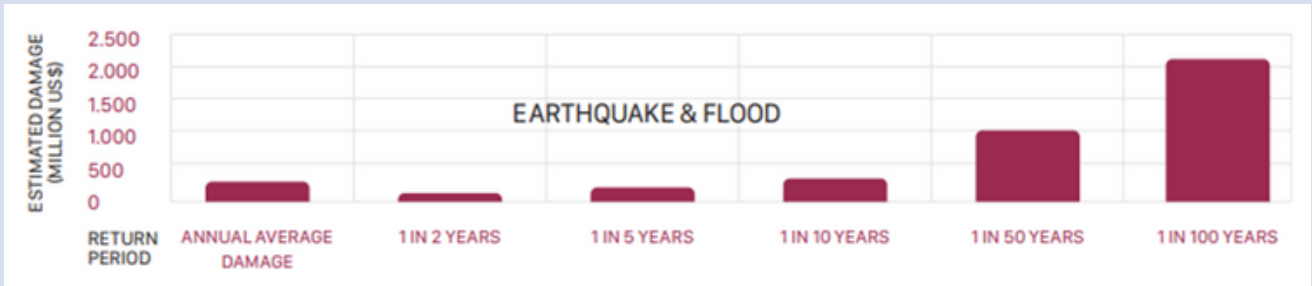 ESTIMATED DAMAGE
(MILLION US $)
2.500
2.000
1.500
1.000
500
0
EARTHQUAKE & FLOOD
RETURN
PERIOD
ANNUAL AVERAGE
DAMAGE
1 IN 2 YEARS
1 IN 5 YEARS
1 IN 10 YEARS
1 IN 50 YEARS
1 IN 100 YEARS